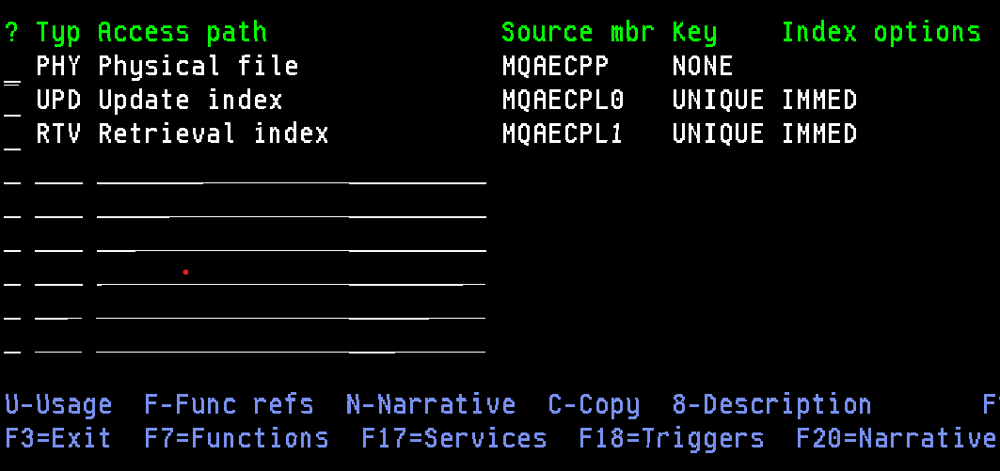 ? Typ Access path Source mbr Key Index options
_ PHY Physical file MQAECPP NONE
_ UPD Update index MQAECPL0 UNIQUE IMMED
_ RTV Retrieval index MQAECPL1 UNIQUE IMMED
U-Usage F-Func refs N-Narrative C-Copy 8-Description F
F3=Exit F7=Functions F17=Services F18=Triggers F20=Narrative